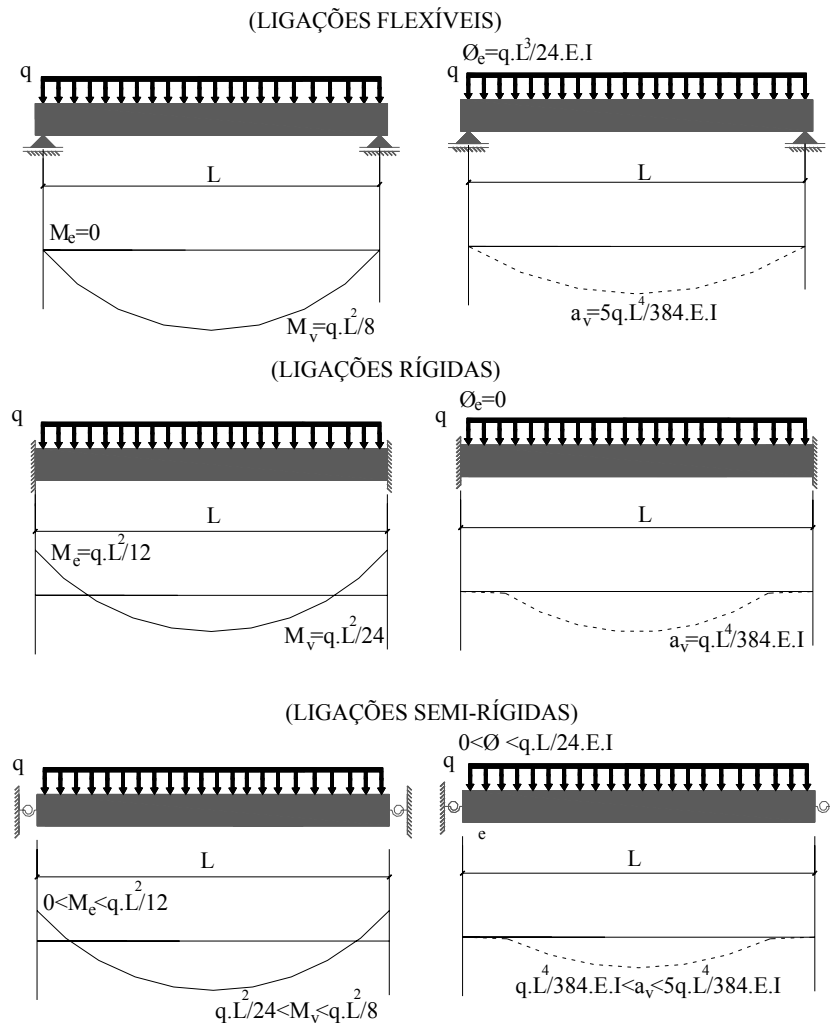 (LIGAÇÕES FLEXÍVEIS)
q
L
Mₑ=0
Mᵥ=q.L²/8
Øₑ=q.L³/24.E.I
q
L
aᵥ=5q.L⁴/384.E.I
(LIGAÇÕES RÍGIDAS)
q
L
Mₑ=q.L²/12
Mᵥ=q.L²/24
Øₑ=0
q
L
aᵥ=q.L⁴/384.E.I
(LIGAÇÕES SEMI-RÍGIDAS)
q
L
0<Mₑ<q.L²/12
q.L²/24<Mᵥ<q.L²/8
0<Ø <q.L/24.E.I
q
e
L
q.L⁴/384.E.I<aᵥ<5q.L⁴/384.E.I